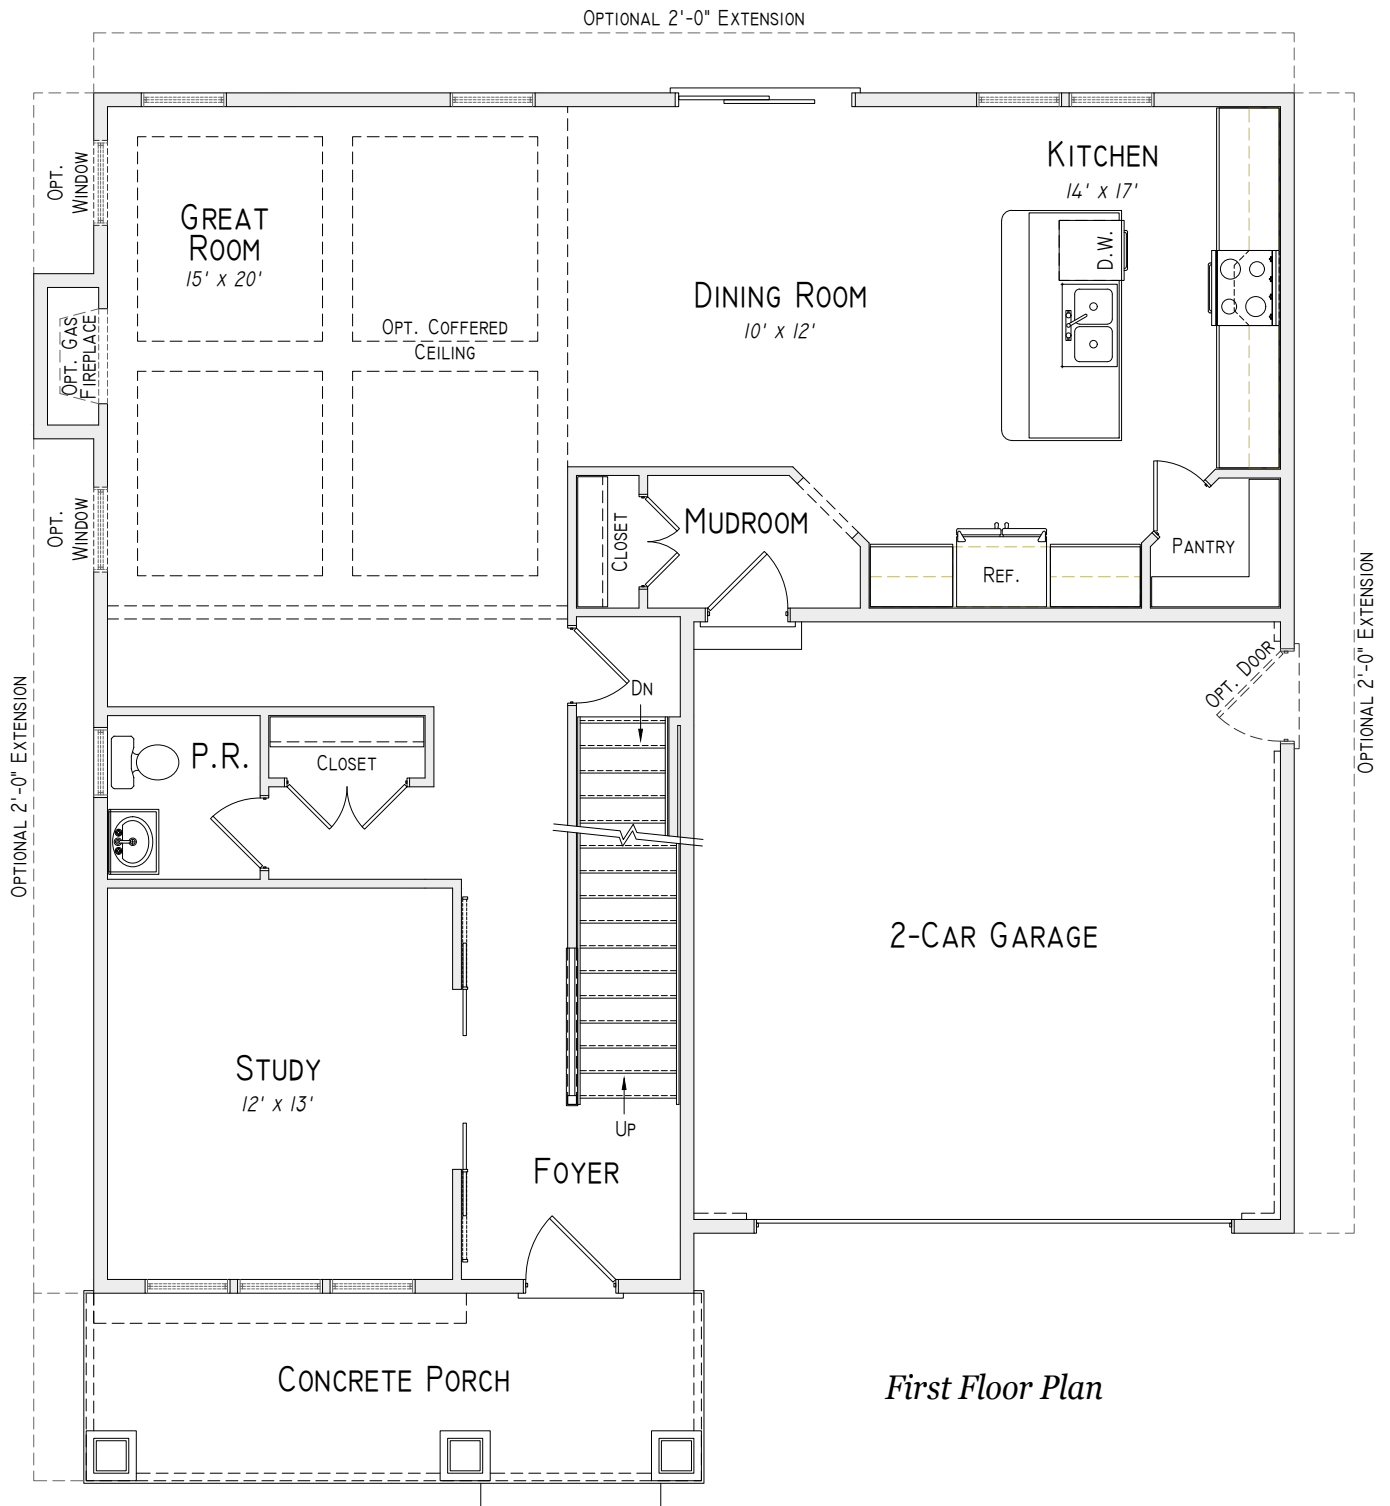 Optional 2'-0" Extension
Opt.
Window
Great
Room
15' x 20'
Kitchen
14' x 17'
D.W.
Dining Room
10' x 12'
Opt. Gas
Fireplace
Opt. Coffered
Ceiling
Opt.
Window
Closet
Mudroom
Ref.
Pantry
Optional 2'-0" Extension
Optional 2'-0" Extension
Dn
Opt. Door
P.R.
Closet
2-Car Garage
Study
12' x 13'
Up
Foyer
Concrete Porch
First Floor Plan